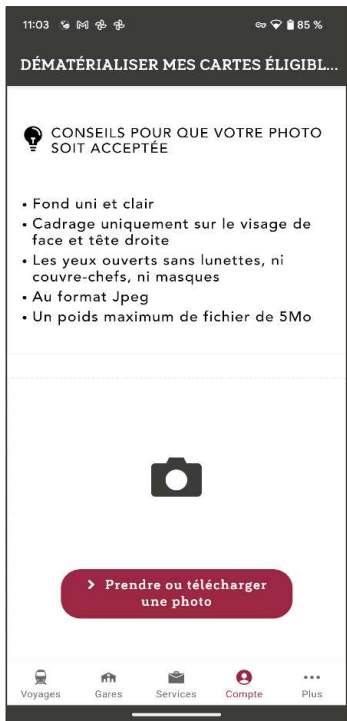 11:03 85 %
DÉMATÉRIALISER MES CARTES ÉLIGIBL...
CONSEILS POUR QUE VOTRE PHOTO
SOIT ACCEPTÉE
• Fond uni et clair
• Cadrage uniquement sur le visage de
face et tête droite
• Les yeux ouverts sans lunettes, ni
couvre-chefs, ni masques
• Au format Jpeg
• Un poids maximum de fichier de 5Mo
> Prendre ou télécharger
une photo
Voyages Gares Services Compte Plus